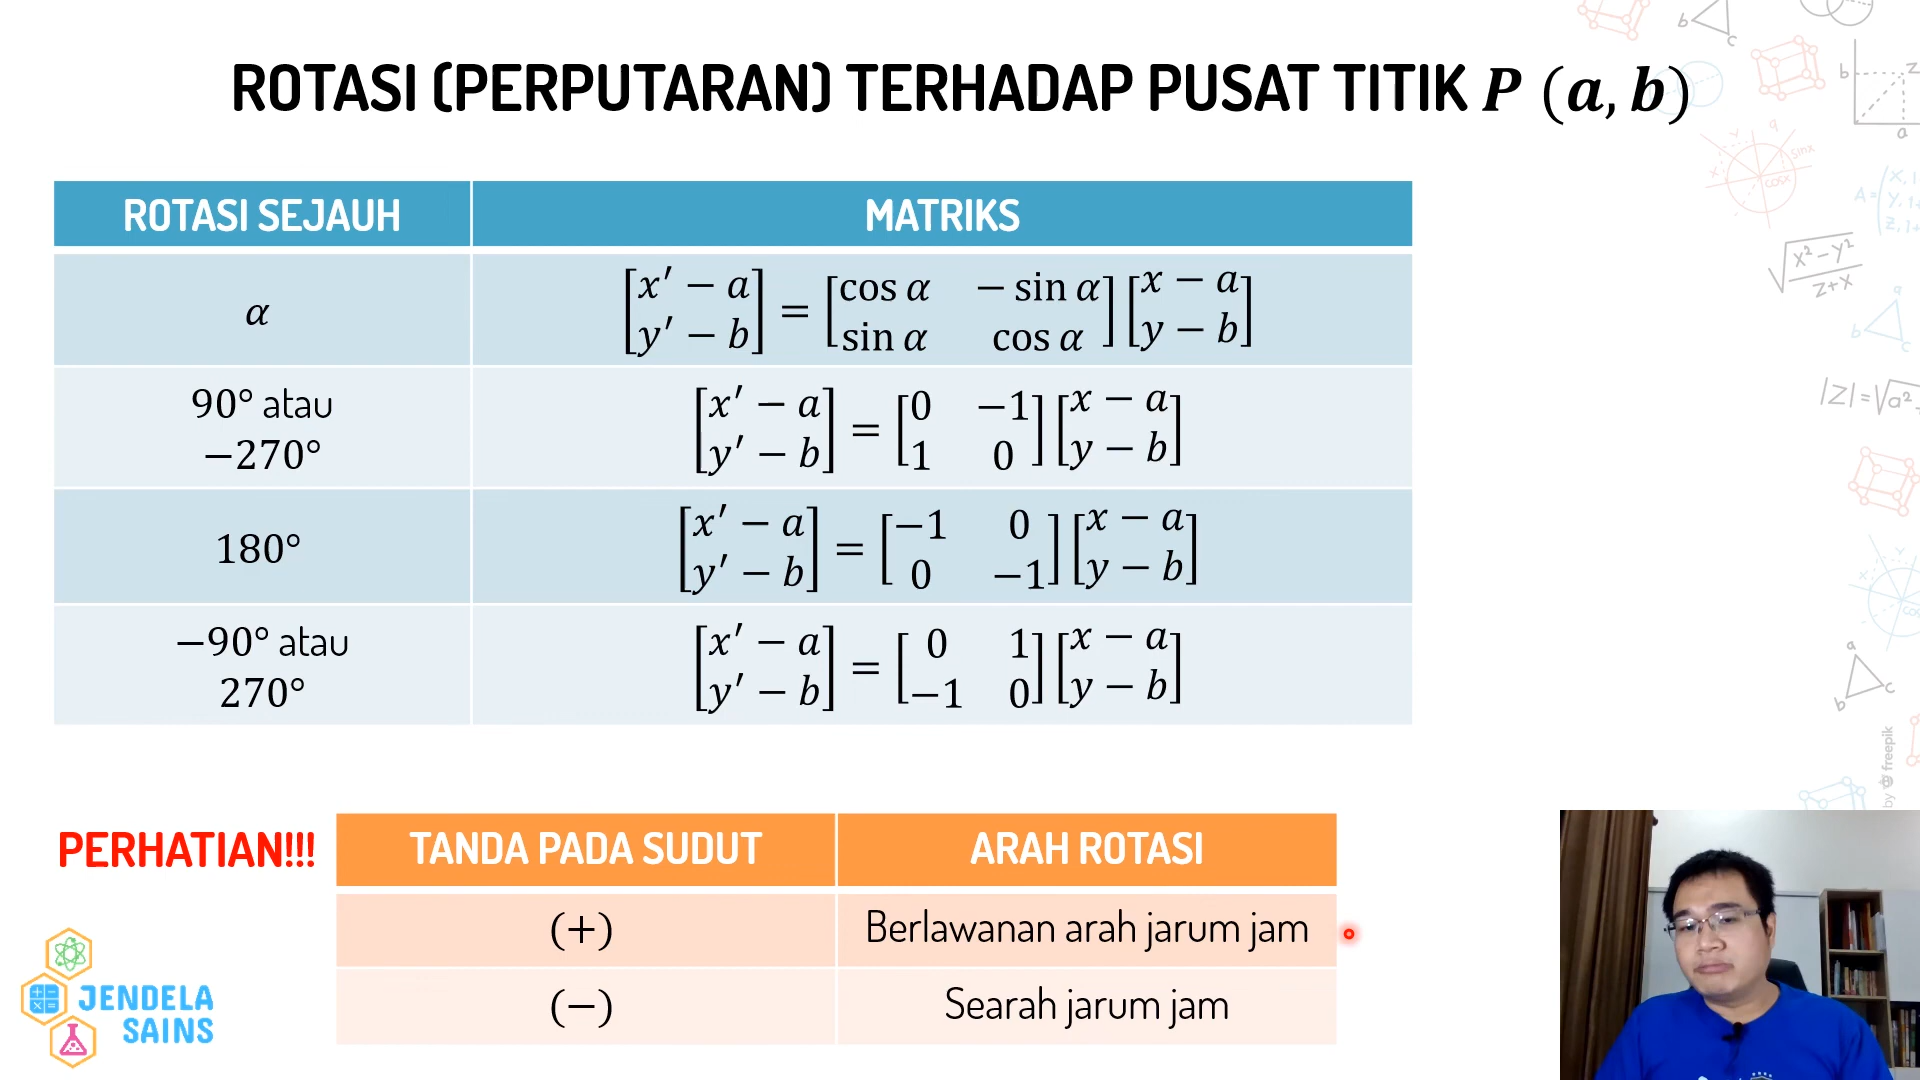 ROTASI (PERPUTARAN) TERHADAP PUSAT TITIK P (a, b)
ROTASI SEJAUH
MATRIKS
α
[x′ − a; y′ − b] = [cos α  − sin α; sin α  cos α] [x − a; y − b]
90° atau
−270°
[x′ − a; y′ − b] = [0  −1; 1  0] [x − a; y − b]
180°
[x′ − a; y′ − b] = [−1  0; 0  −1] [x − a; y − b]
−90° atau
270°
[x′ − a; y′ − b] = [0  1; −1  0] [x − a; y − b]
PERHATIAN!!!
TANDA PADA SUDUT
ARAH ROTASI
(+)
Berlawanan arah jarum jam
(−)
Searah jarum jam
JENDELA
SAINS
by freepik